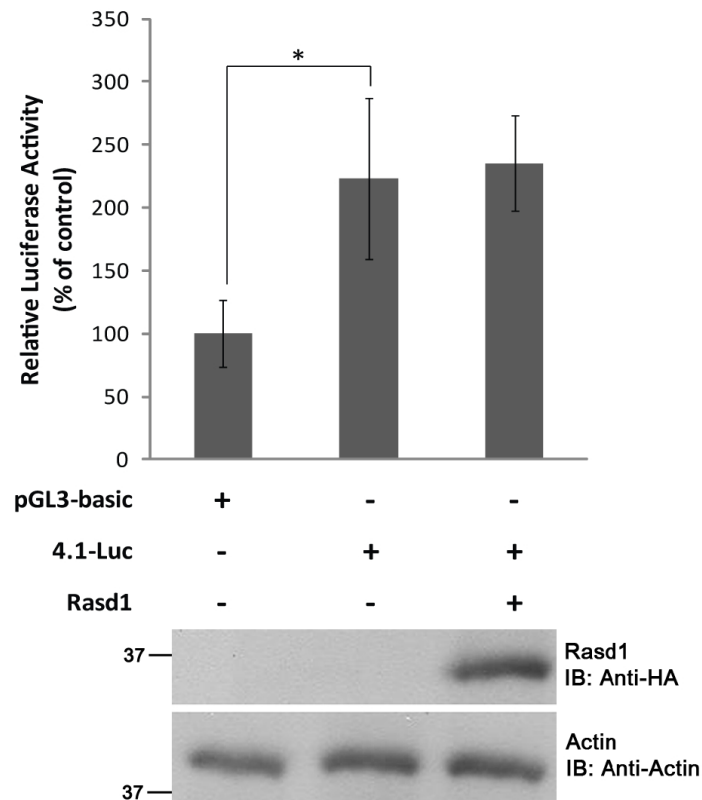 Relative Luciferase Activity
(% of control)
350
300
250
200
150
100
50
0
*
pGL3-basic + - -
4.1-Luc - + +
Rasd1 - - +
37
Rasd1
IB: Anti-HA
Actin
IB: Anti-Actin
37